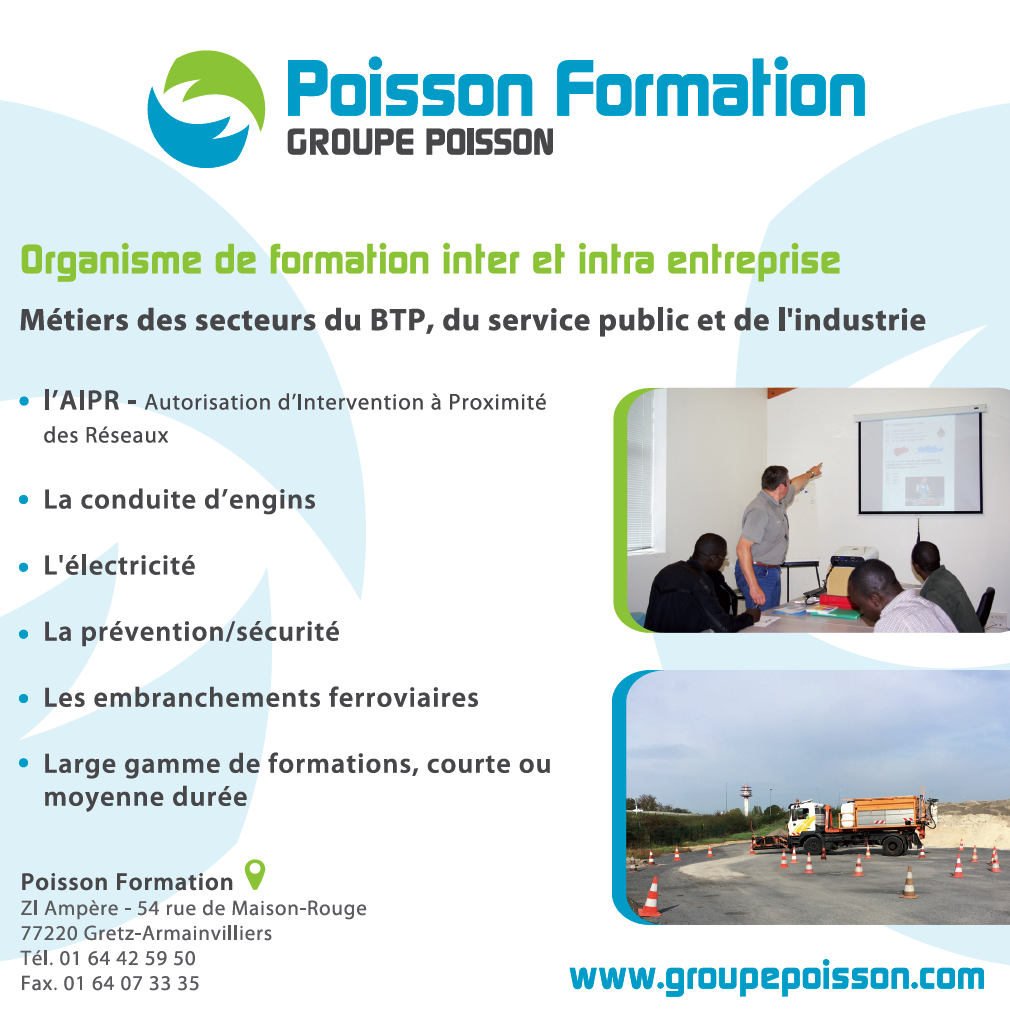 Poisson Formation
GROUPE POISSON
Organisme de formation inter et intra entreprise
Métiers des secteurs du BTP, du service public et de l'industrie
• l’AIPR - Autorisation d’Intervention à Proximité
des Réseaux
• La conduite d’engins
• L'électricité
• La prévention/sécurité
• Les embranchements ferroviaires
• Large gamme de formations, courte ou
moyenne durée
Poisson Formation
ZI Ampère - 54 rue de Maison-Rouge
77220 Gretz-Armainvilliers
Tél. 01 64 42 59 50
Fax. 01 64 07 33 35
www.groupepoisson.com